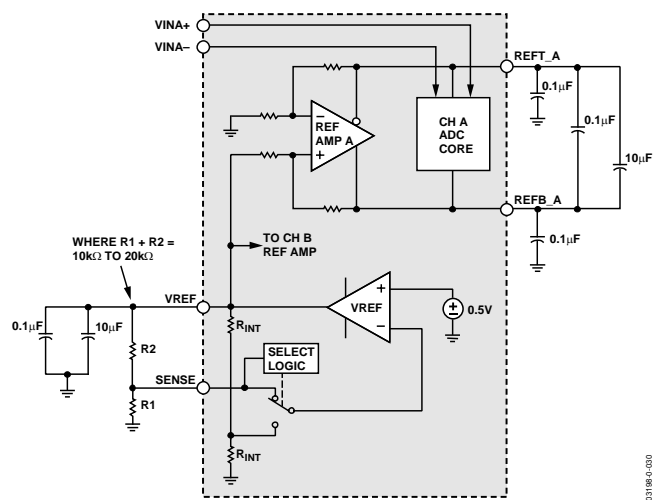 VINA+
VINA–
REFT_A
0.1µF
0.1µF
10µF
–
REF
AMP A
+
CH A
ADC
CORE
REFB_A
0.1µF
TO CH B
REF AMP
WHERE R1 + R2 =
10kΩ TO 20kΩ
VREF
+
VREF
–
0.5V
0.1µF
10µF
R2
RINT
SELECT
LOGIC
SENSE
R1
RINT
03198-0-030